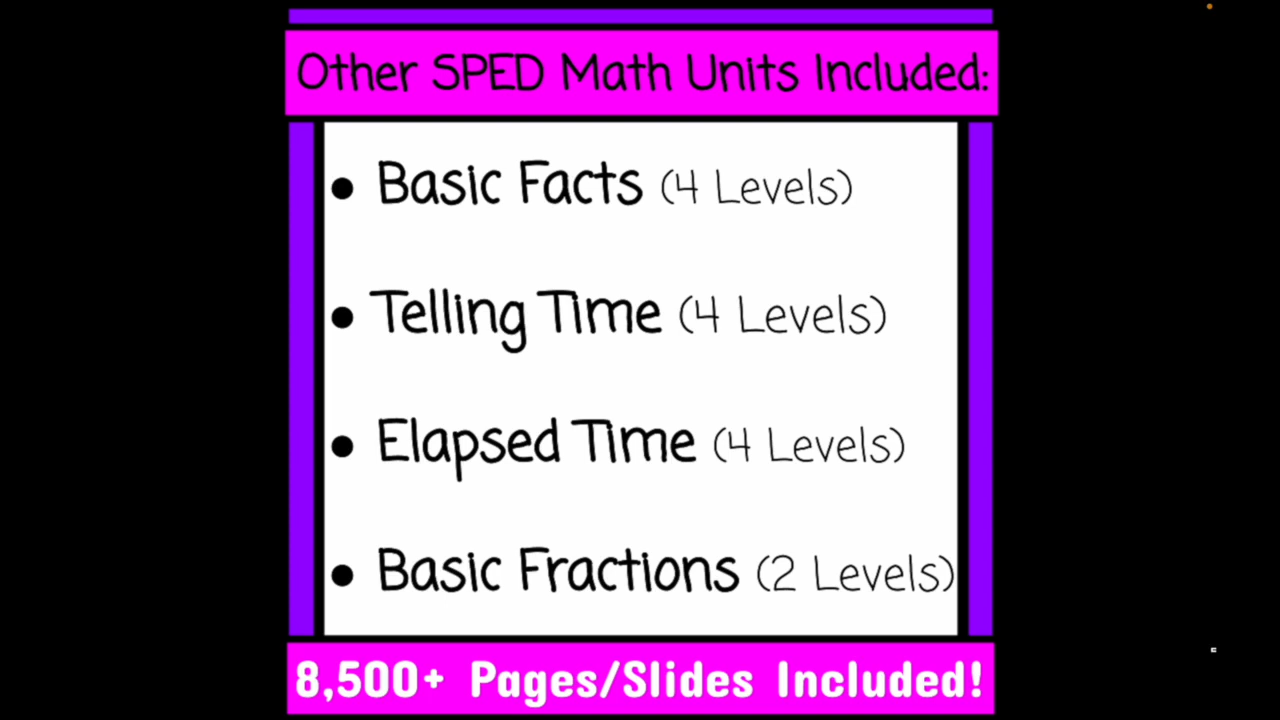 Other SPED Math Units Included:
• Basic Facts (4 Levels)
• Telling Time (4 Levels)
• Elapsed Time (4 Levels)
• Basic Fractions (2 Levels)
8,500+ Pages/Slides Included!